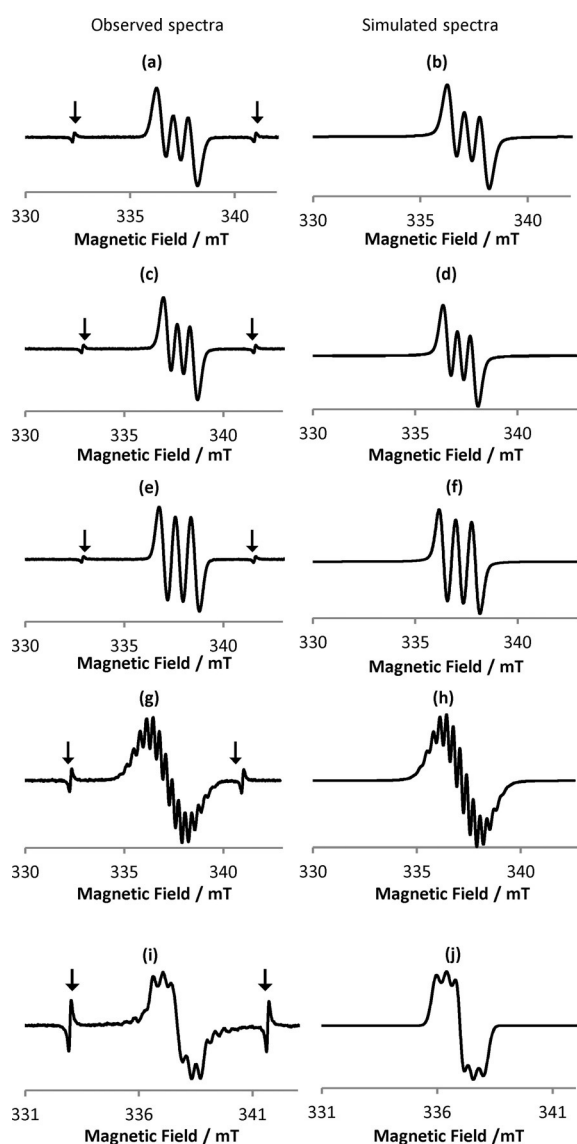 Observed spectra Simulated spectra
(a) (b)
330 335 340 330 335 340
Magnetic Field / mT Magnetic Field / mT
(c) (d)
330 335 340 330 335 340
Magnetic Field / mT Magnetic Field / mT
(e) (f)
330 335 340 330 335 340
Magnetic Field / mT Magnetic Field / mT
(g) (h)
330 335 340 330 335 340
Magnetic Field / mT Magnetic Field / mT
(i) (j)
331 336 341 331 336 341
Magnetic Field / mT Magnetic Field / mT